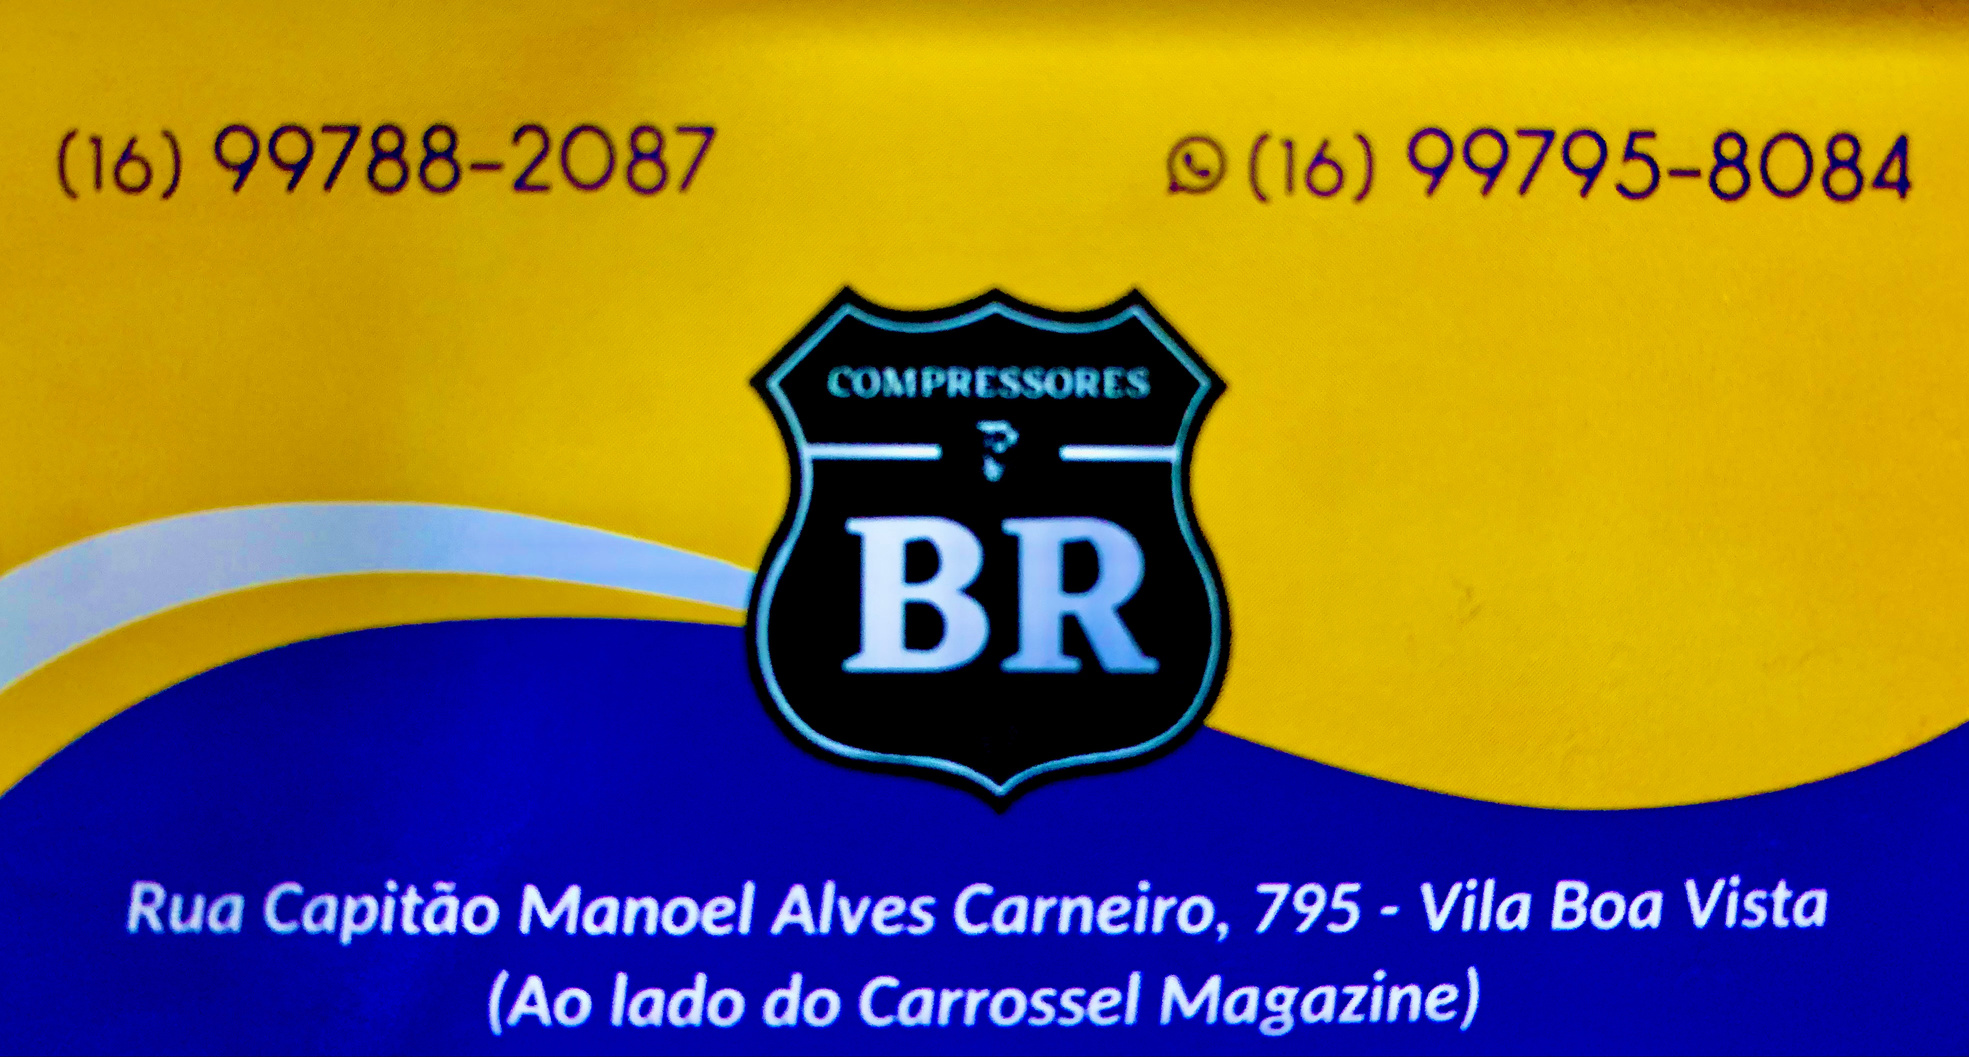 (16) 99788-2087
(16) 99795-8084
COMPRESSORES
BR
Rua Capitão Manoel Alves Carneiro, 795 - Vila Boa Vista
(Ao lado do Carrossel Magazine)